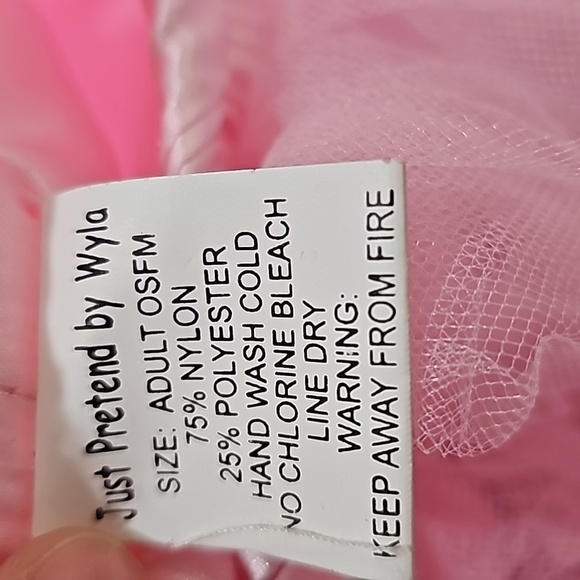 Just Pretend by Wyla
SIZE: ADULT OSFM
75% NYLON
25% POLYESTER
HAND WASH COLD
NO CHLORINE BLEACH
LINE DRY
WARNING:
KEEP AWAY FROM FIRE